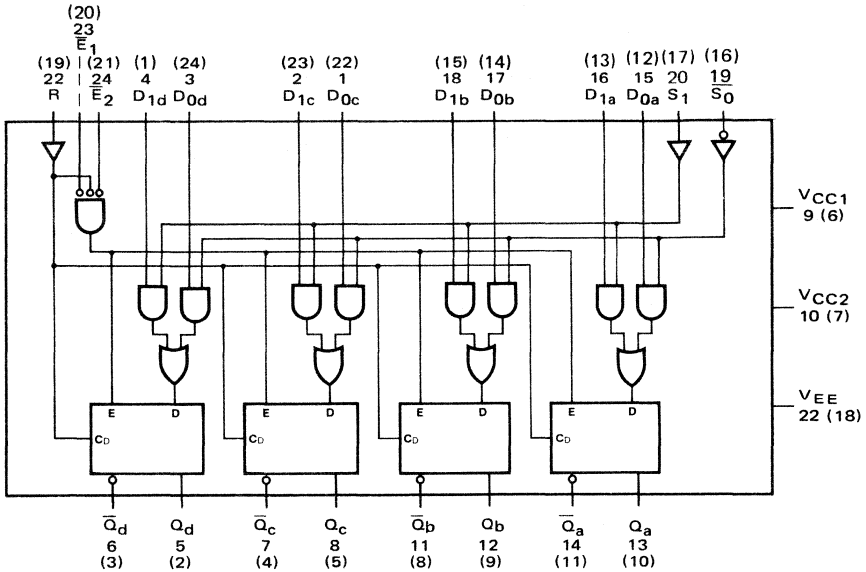 (20)
23
E̅1
(19)
22
R
(21)
24
E̅2
(1)
4
D1d
(24)
3
D0d
(23)
2
D1c
(22)
1
D0c
(15)
18
D1b
(14)
17
D0b
(13)
16
D1a
(12)
15
D0a
(17)
20
S1
(16)
19
S̅0
VCC1
9 (6)
VCC2
10 (7)
VEE
22 (18)
E D
CD
E D
CD
E D
CD
E D
CD
Q̅d
6
(3)
Qd
5
(2)
Q̅c
7
(4)
Qc
8
(5)
Q̅b
11
(8)
Qb
12
(9)
Q̅a
14
(11)
Qa
13
(10)